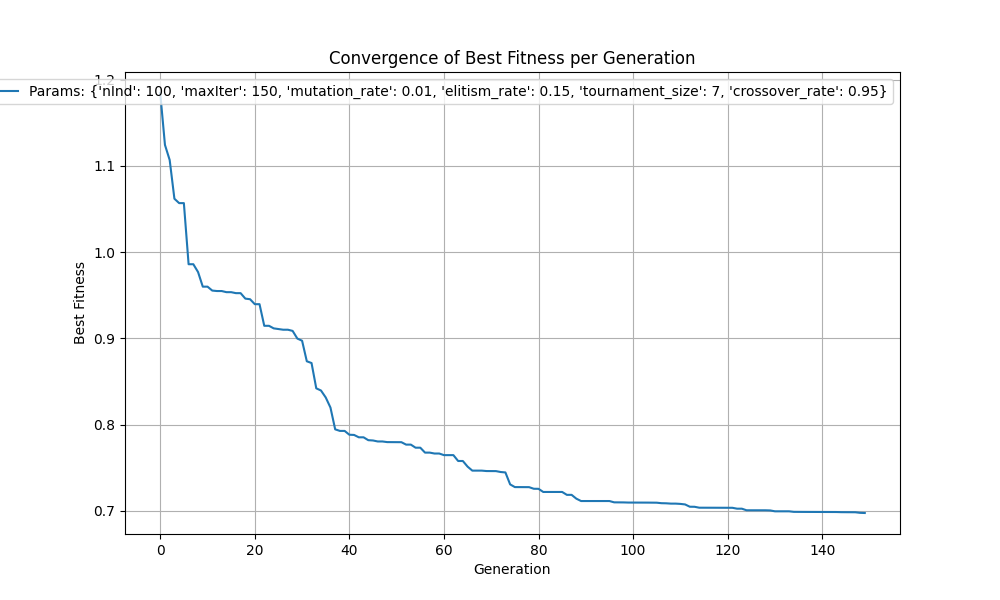 Convergence of Best Fitness per Generation
Params: {'nInd': 100, 'maxIter': 150, 'mutation_rate': 0.01, 'elitism_rate': 0.15, 'tournament_size': 7, 'crossover_rate': 0.95}
1.2
1.1
1.0
0.9
0.8
0.7
Best Fitness
0 20 40 60 80 100 120 140
Generation